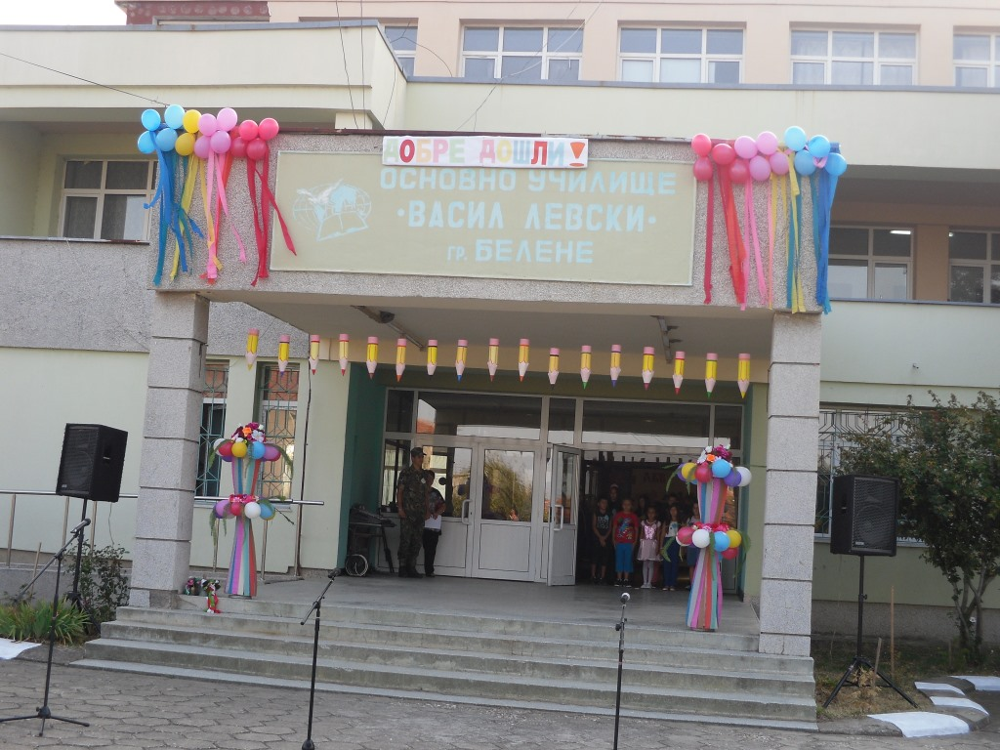 ДОБРЕ ДОШЛИ!
ОСНОВНО УЧИЛИЩЕ
·ВАСИЛ ЛЕВСКИ·
ГР. БЕЛЕНЕ